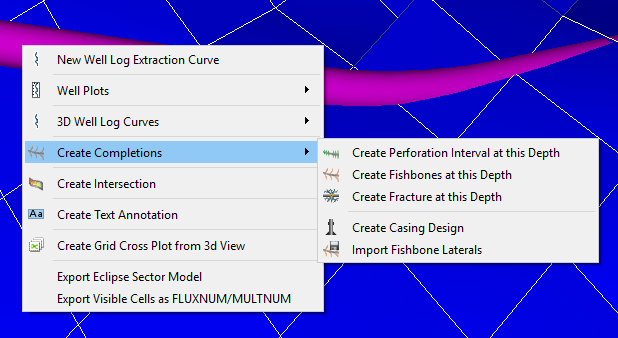 New Well Log Extraction Curve
Well Plots
3D Well Log Curves
Create Completions
Create Intersection
Aa Create Text Annotation
Create Grid Cross Plot from 3d View
Export Eclipse Sector Model
Export Visible Cells as FLUXNUM/MULTNUM
Create Perforation Interval at this Depth
Create Fishbones at this Depth
Create Fracture at this Depth
Create Casing Design
Import Fishbone Laterals